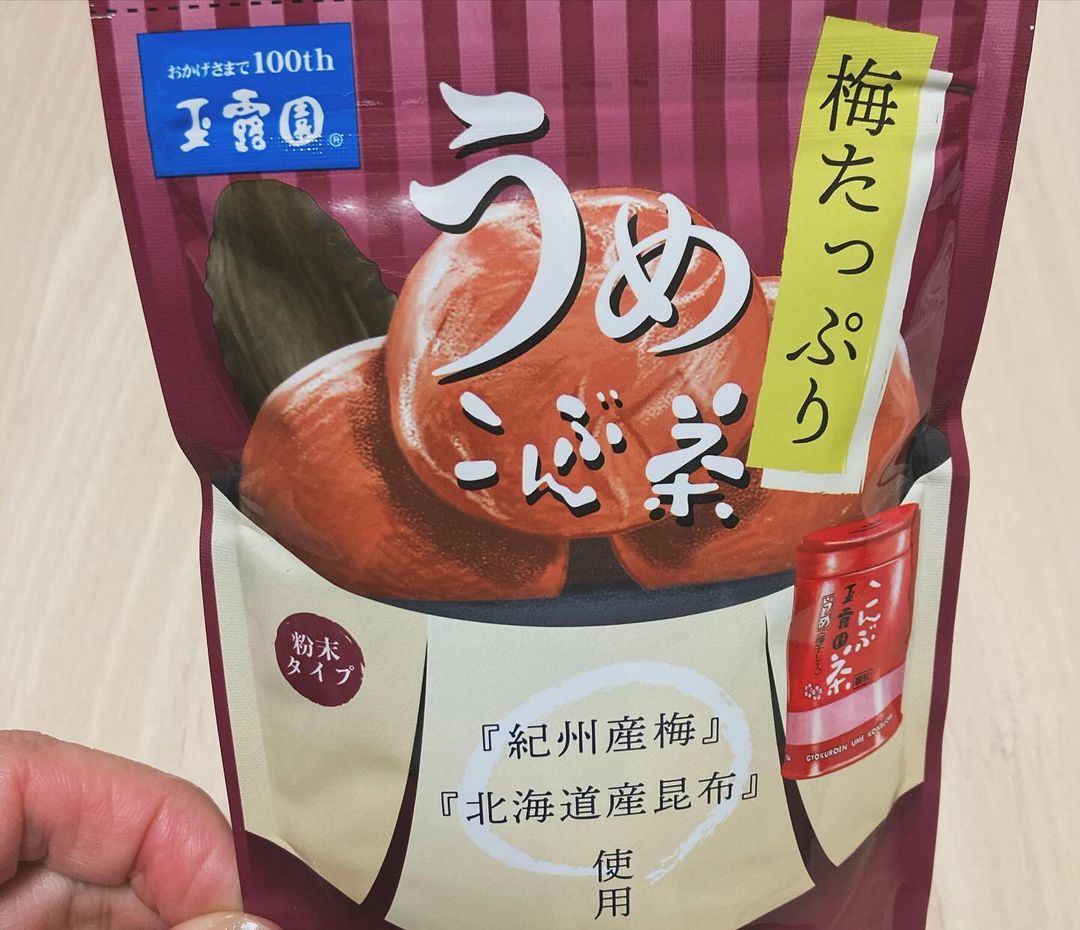 おかげさまで100th
玉露園®
うめ
こんぶ茶
梅たっぷり
粉末
タイプ
『紀州産梅』
『北海道産昆布』
使用
こんぶ茶
玉露園
うめ
GYOKUROEN UME KONBUCHA